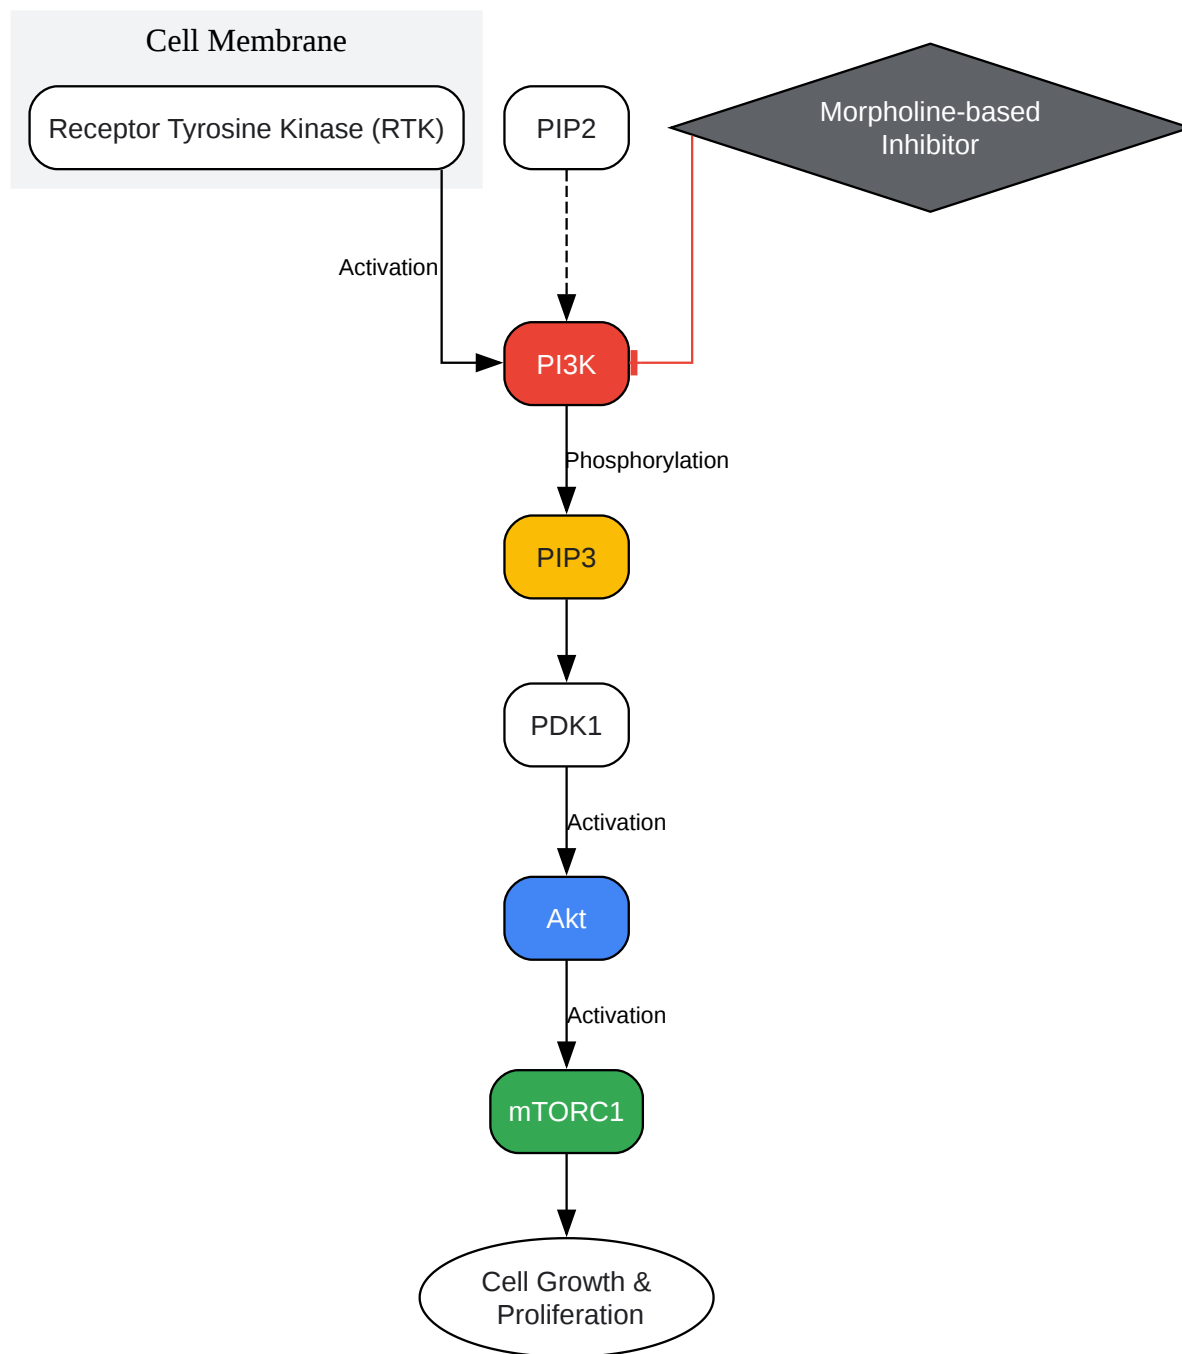 Cell Membrane
Receptor Tyrosine Kinase (RTK)
PIP2
Morpholine-based
Inhibitor
Activation
PI3K
Phosphorylation
PIP3
PDK1
Activation
Akt
Activation
mTORC1
Cell Growth &
Proliferation